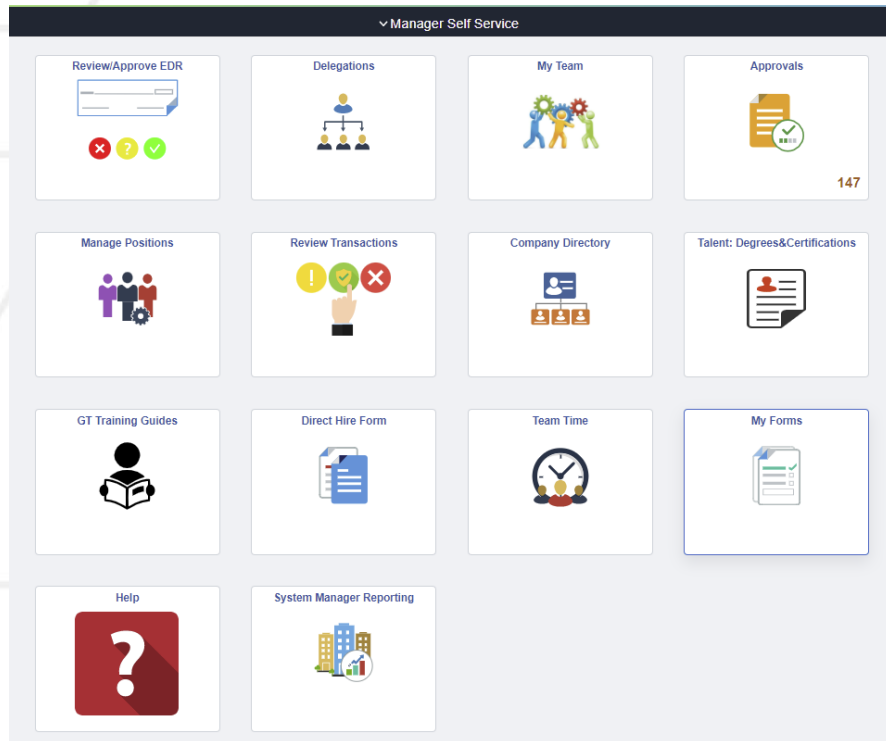 Manager Self Service
Review/Approve EDR
Delegations
My Team
Approvals
147
Manage Positions
Review Transactions
Company Directory
Talent: Degrees&Certifications
GT Training Guides
Direct Hire Form
Team Time
My Forms
Help
System Manager Reporting